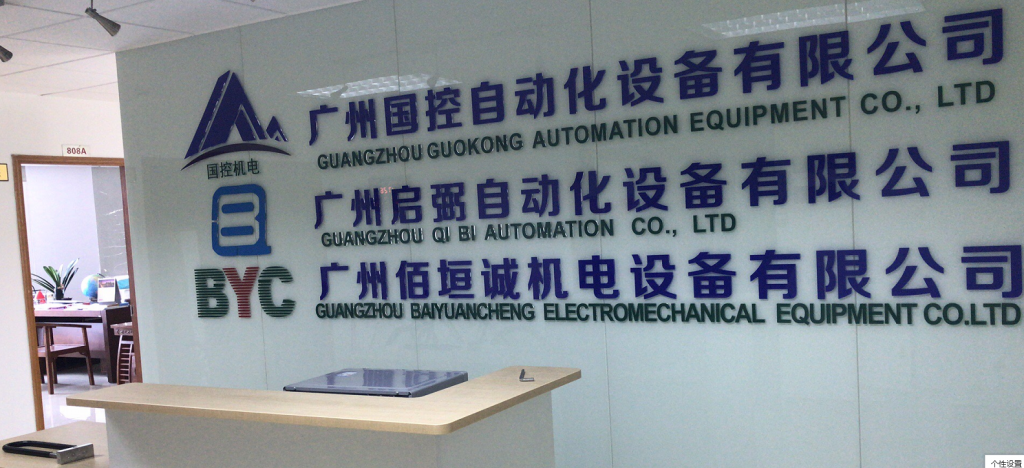 808A
广州国控自动化设备有限公司
GUANGZHOU GUOKONG AUTOMATION EQUIPMENT CO., LTD
国控机电
广州启弼自动化设备有限公司
GUANGZHOU QI BI AUTOMATION CO., LTD
BYC
广州佰垣诚机电设备有限公司
GUANGZHOU BAIYUANCHENG ELECTROMECHANICAL EQUIPMENT CO.LTD
个性设置